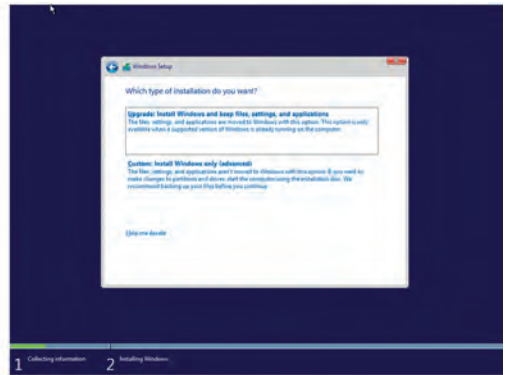 Windows Setup
Which type of installation do you want?
Upgrade: Install Windows and keep files, settings, and applications
The files, settings, and applications are moved to Windows with this option. This option is only
available when a supported version of Windows is already running on the computer.
Custom: Install Windows only (advanced)
The files, settings, and applications aren't moved to Windows with this option. If you want to
make changes to partitions and drives, start the computer using the installation disc. We
recommend backing up your files before you continue.
Help me decide
1 Collecting information
2 Installing Windows